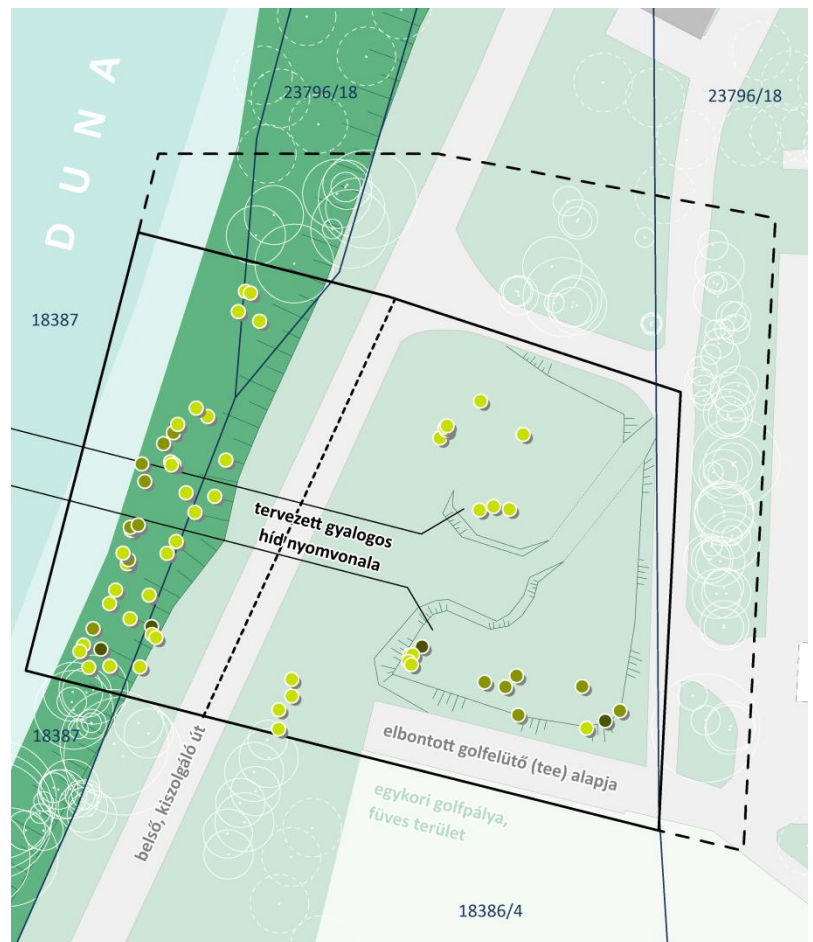 23796/18
23796/18
DUNA
18387
tervezett gyalogos
híd nyomvonala
18387
belső, kiszolgáló út
elbontott golfelütő (tee) alapja
egykori golfpálya,
füves terület
18386/4